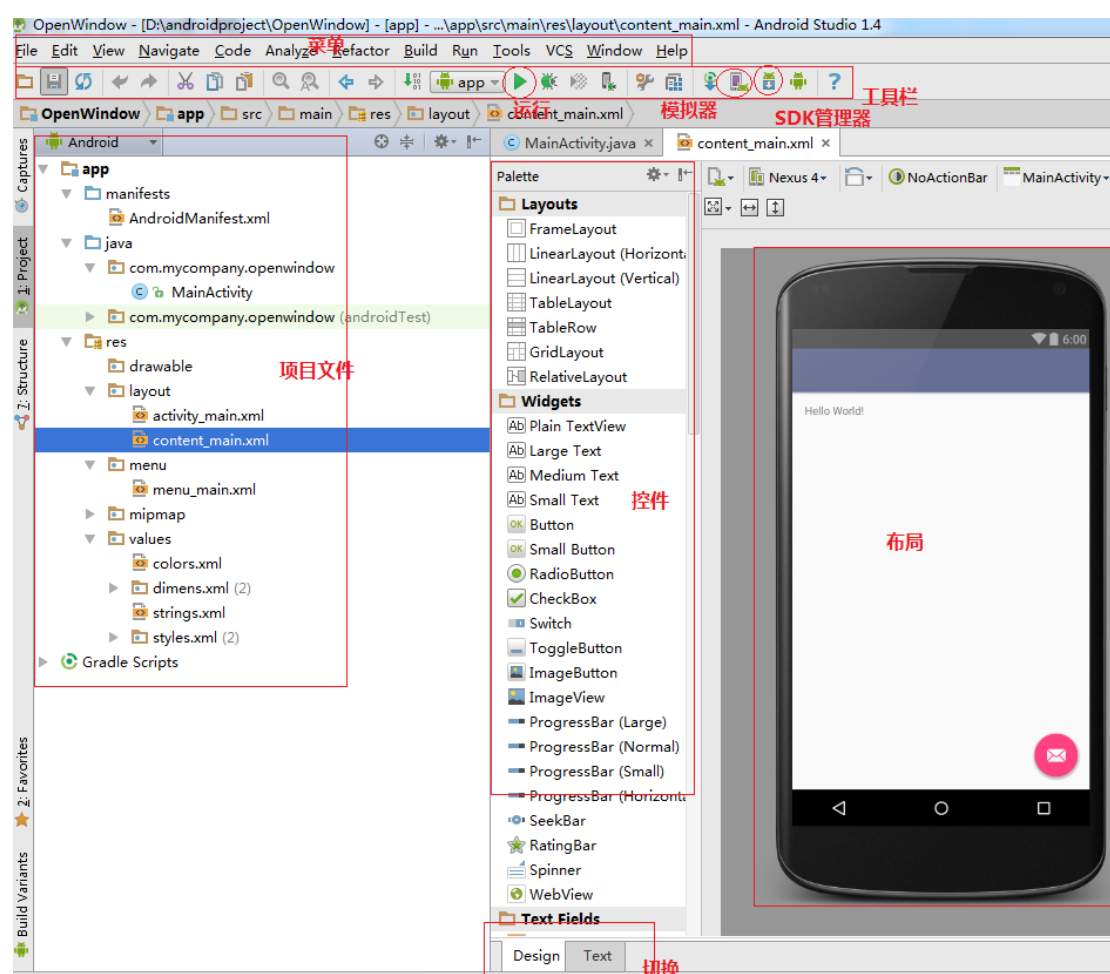 OpenWindow - [D:\androidproject\OpenWindow] - [app] - ...\app\src\main\res\layout\content_main.xml - Android Studio 1.4
File Edit View Navigate Code Analyze Refactor Build Run Tools VCS Window Help
菜单
app
工具栏
OpenWindow app src main res layout content_main.xml
运行
模拟器
SDK管理器
Captures
1: Project
7: Structure
2: Favorites
Build Variants
Android
app
manifests
AndroidManifest.xml
java
com.mycompany.openwindow
MainActivity
com.mycompany.openwindow (androidTest)
res
drawable
项目文件
layout
activity_main.xml
content_main.xml
menu
menu_main.xml
mipmap
values
colors.xml
dimens.xml (2)
strings.xml
styles.xml (2)
Gradle Scripts
MainActivity.java content_main.xml
Palette
Layouts
FrameLayout
LinearLayout (Horizont
LinearLayout (Vertical)
TableLayout
TableRow
GridLayout
RelativeLayout
Widgets
Ab Plain TextView
Ab Large Text
Ab Medium Text
Ab Small Text
控件
OK Button
OK Small Button
RadioButton
CheckBox
Switch
ToggleButton
ImageButton
ImageView
ProgressBar (Large)
ProgressBar (Normal)
ProgressBar (Small)
ProgressBar (Horizont
SeekBar
RatingBar
Spinner
WebView
Text Fields
Design Text
切换
Nexus 4 NoActionBar MainActivity
6:00
Hello World!
布局